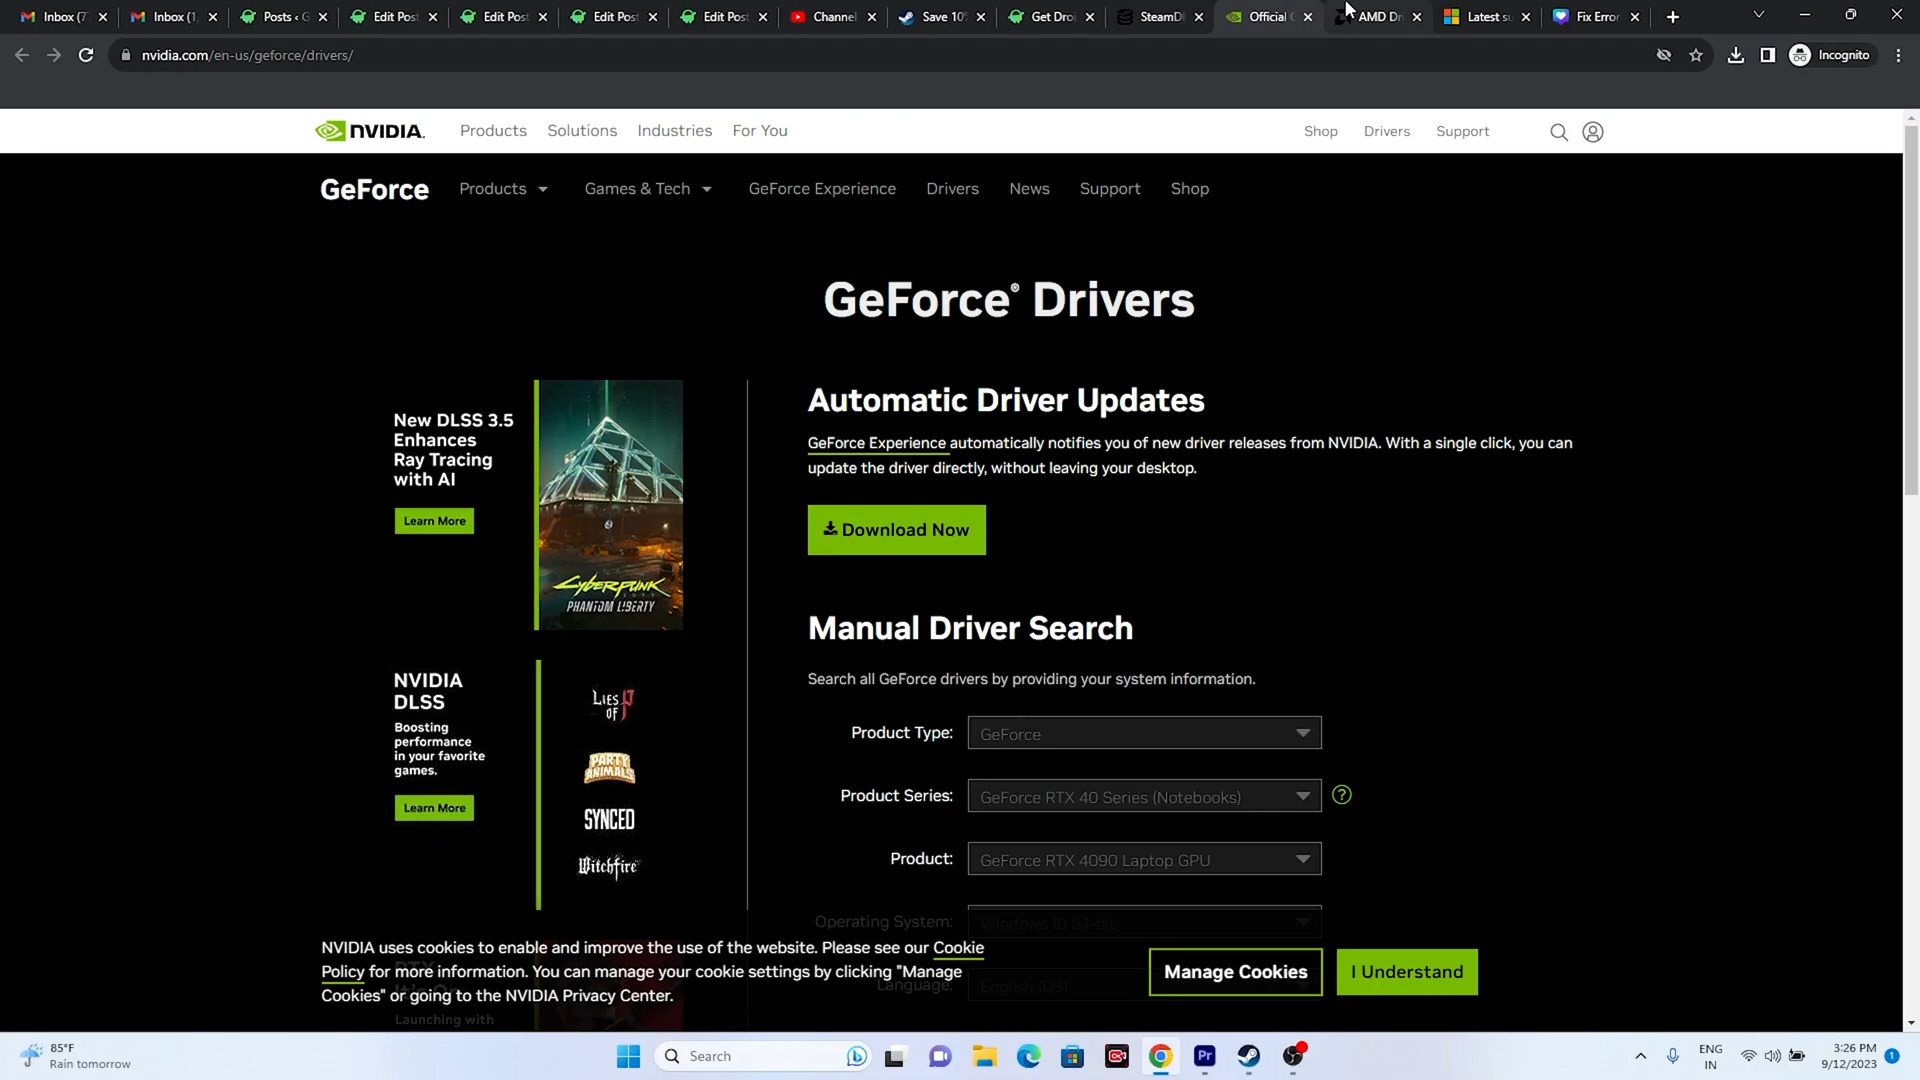 Inbox (7
Inbox (1,
Posts ‹ G
Edit Post
Edit Post
Edit Post
Edit Post
Channel
Save 10%
Get Droi
SteamD
Official G
AMD Dr
Latest su
Fix Error
nvidia.com/en-us/geforce/drivers/
Incognito
NVIDIA.
Products
Solutions
Industries
For You
Shop
Drivers
Support
GeForce
Products
Games & Tech
GeForce Experience
Drivers
News
Support
Shop
GeForce® Drivers
New DLSS 3.5
Enhances
Ray Tracing
with AI
Learn More
Cyberpunk
PHANTOM LIBERTY
Automatic Driver Updates
GeForce Experience automatically notifies you of new driver releases from NVIDIA. With a single click, you can
update the driver directly, without leaving your desktop.
Download Now
Manual Driver Search
Search all GeForce drivers by providing your system information.
NVIDIA
DLSS
Boosting
performance
in your favorite
games.
Learn More
LIES
OF P
PARTY
ANIMALS
SYNCED
Witchfire
Product Type:
GeForce
Product Series:
GeForce RTX 40 Series (Notebooks)
?
Product:
GeForce RTX 4090 Laptop GPU
Operating System:
Windows 10 64-bit
Language:
English (US)
NVIDIA uses cookies to enable and improve the use of the website. Please see our Cookie
Policy for more information. You can manage your cookie settings by clicking "Manage
Cookies" or going to the NVIDIA Privacy Center.
Manage Cookies
I Understand
Launching with
85°F
Rain tomorrow
Search
Pr
ENG
IN
3:26 PM
9/12/2023
1